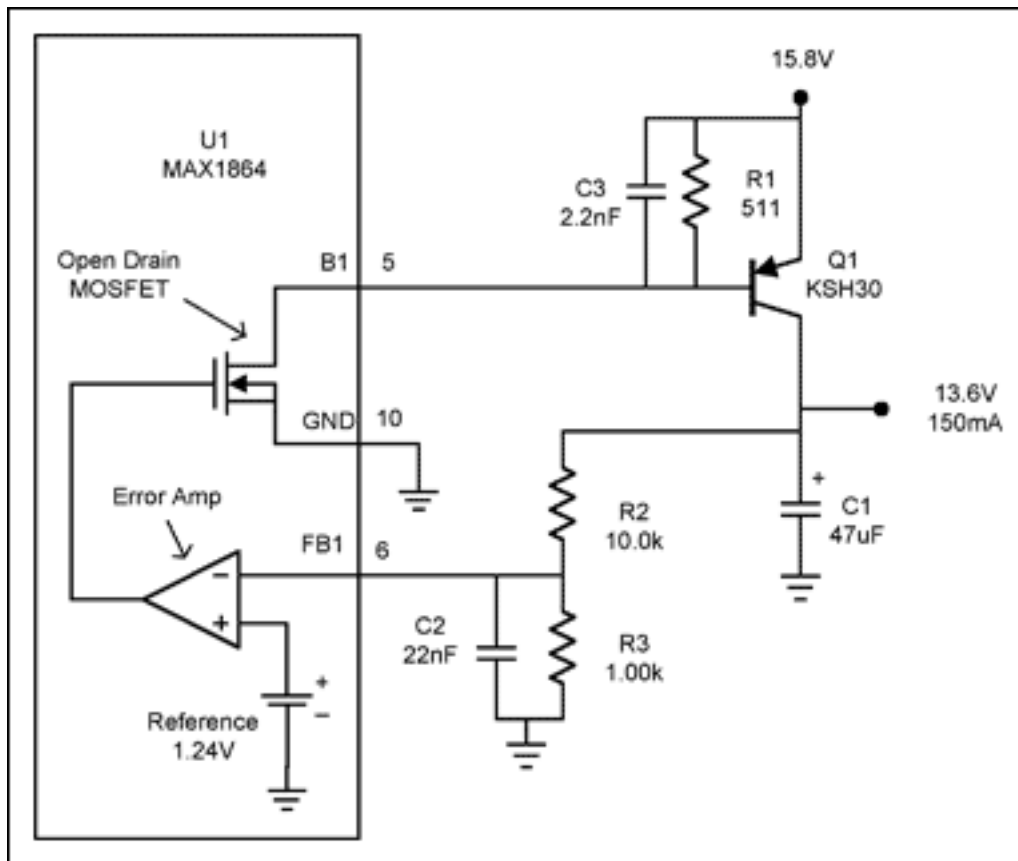 15.8V
U1
MAX1864
C3
2.2nF
R1
511
Open Drain
MOSFET
B1
5
Q1
KSH30
GND
10
13.6V
150mA
Error Amp
FB1
6
R2
10.0k
+
C1
47uF
−
+
C2
22nF
R3
1.00k
+
−
Reference
1.24V